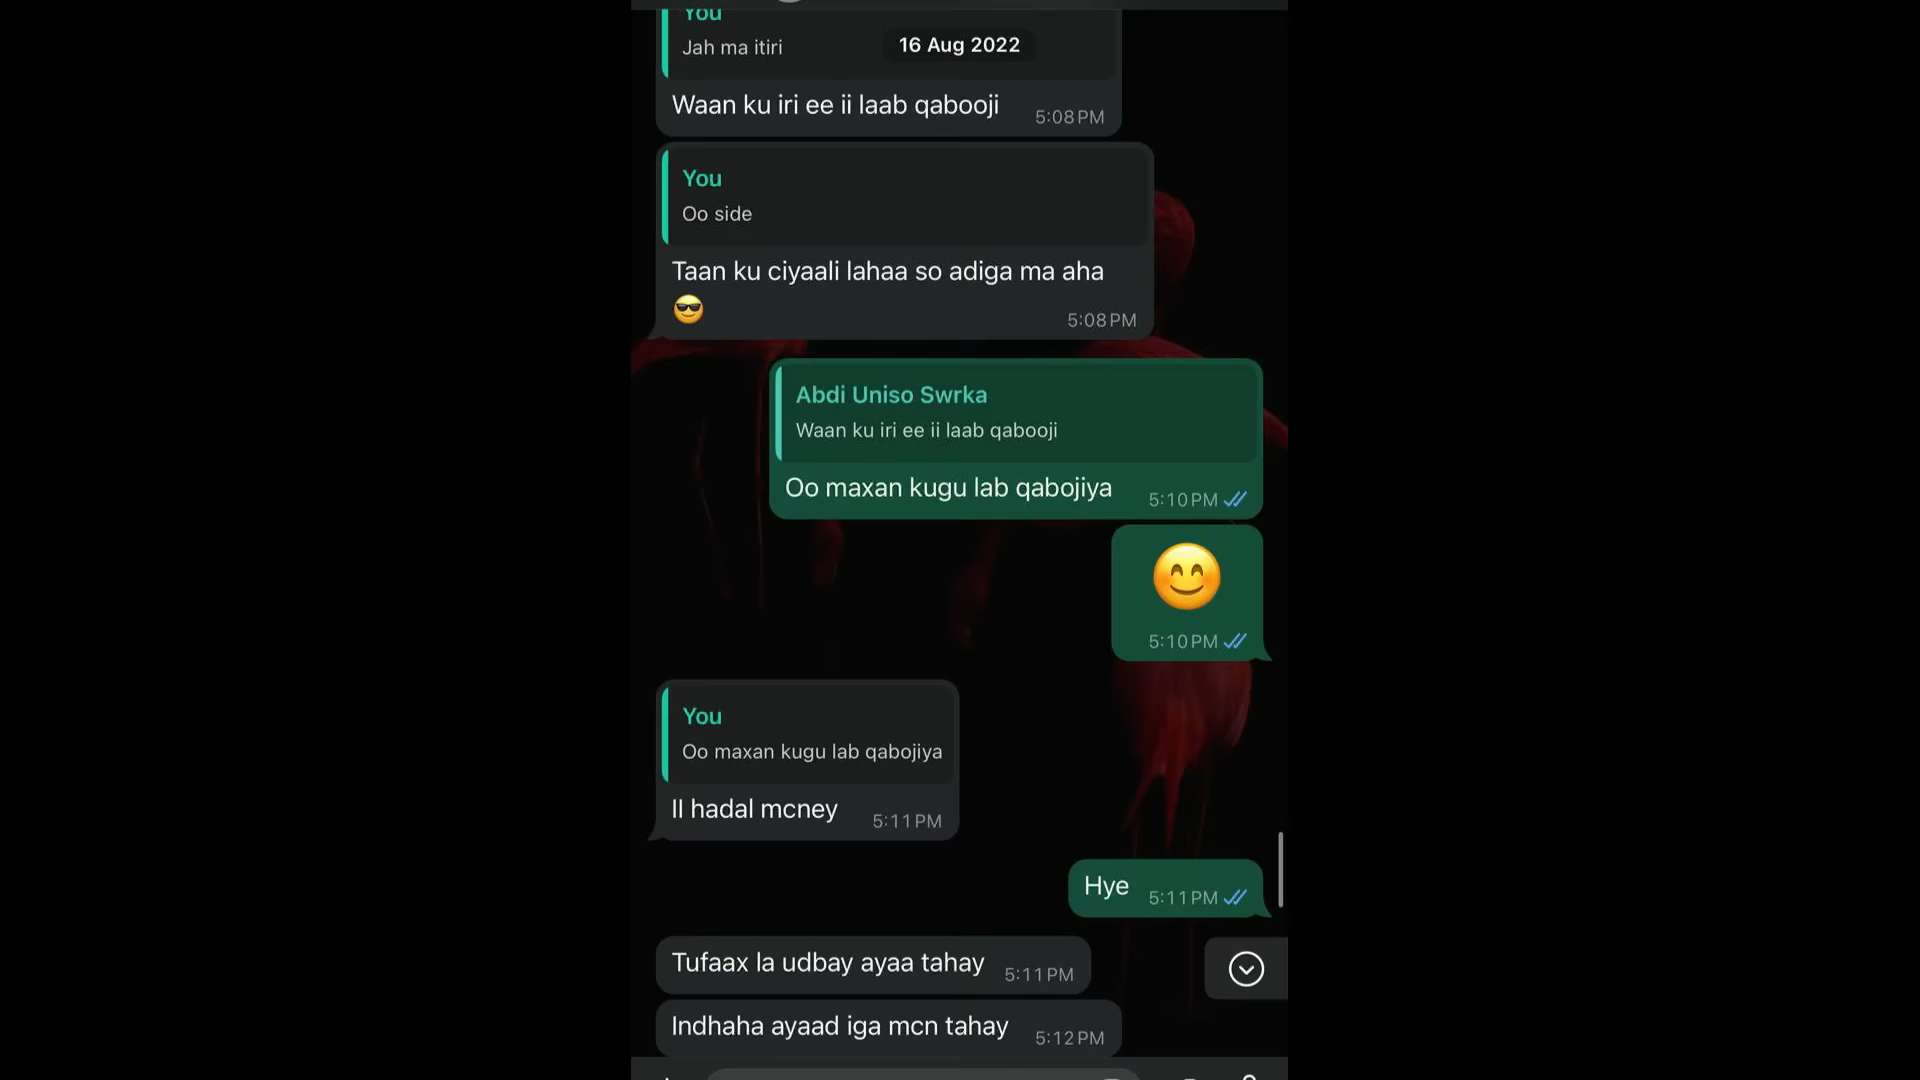 You
Jah ma itiri
16 Aug 2022
Waan ku iri ee ii laab qabooji
5:08 PM
You
Oo side
Taan ku ciyaali lahaa so adiga ma aha
😎
5:08 PM
Abdi Uniso Swrka
Waan ku iri ee ii laab qabooji
Oo maxan kugu lab qabojiya
5:10 PM
😊
5:10 PM
You
Oo maxan kugu lab qabojiya
II hadal mcney
5:11 PM
Hye
5:11 PM
Tufaax la udbay ayaa tahay
5:11 PM
Indhaha ayaad iga mcn tahay
5:12 PM